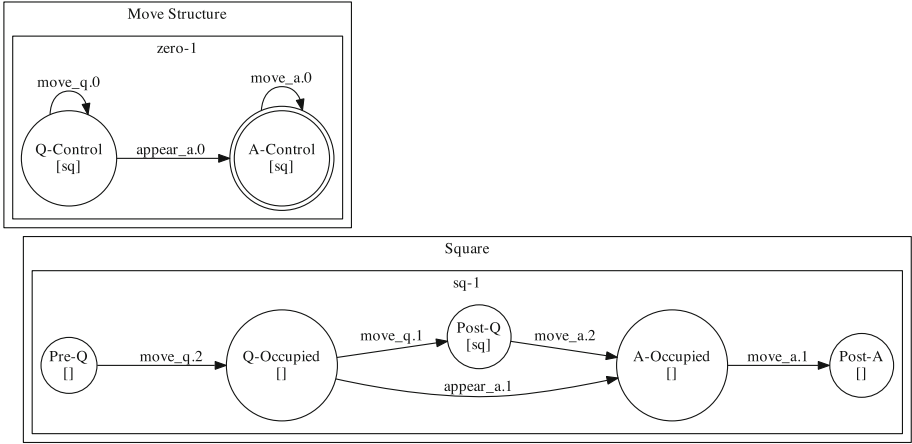 Move Structure
zero-1
move_q.0
move_a.0
Q-Control
[sq]
appear_a.0
A-Control
[sq]
Square
sq-1
Pre-Q
[]
move_q.2
Q-Occupied
[]
move_q.1
Post-Q
[sq]
move_a.2
appear_a.1
A-Occupied
[]
move_a.1
Post-A
[]